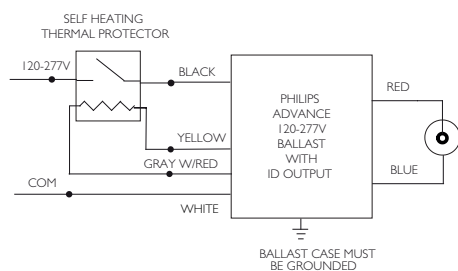 SELF HEATING
THERMAL PROTECTOR
120-277V
BLACK
YELLOW
GRAY W/RED
COM
WHITE
PHILIPS
ADVANCE
120-277V
BALLAST
WITH
ID OUTPUT
RED
BLUE
BALLAST CASE MUST
BE GROUNDED